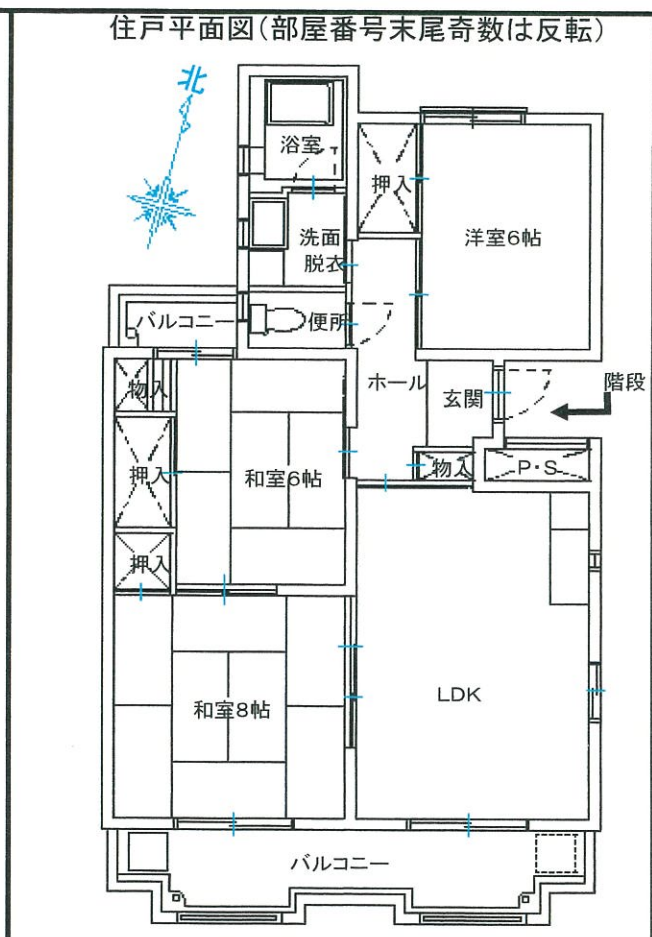 住戸平面図(部屋番号末尾奇数は反転)
北
浴室
押入
洋室6帖
洗面
脱衣
バルコニー
便所
物入
ホール
玄関
階段
押入
和室6帖
物入
P・S
押入
和室8帖
LDK
バルコニー